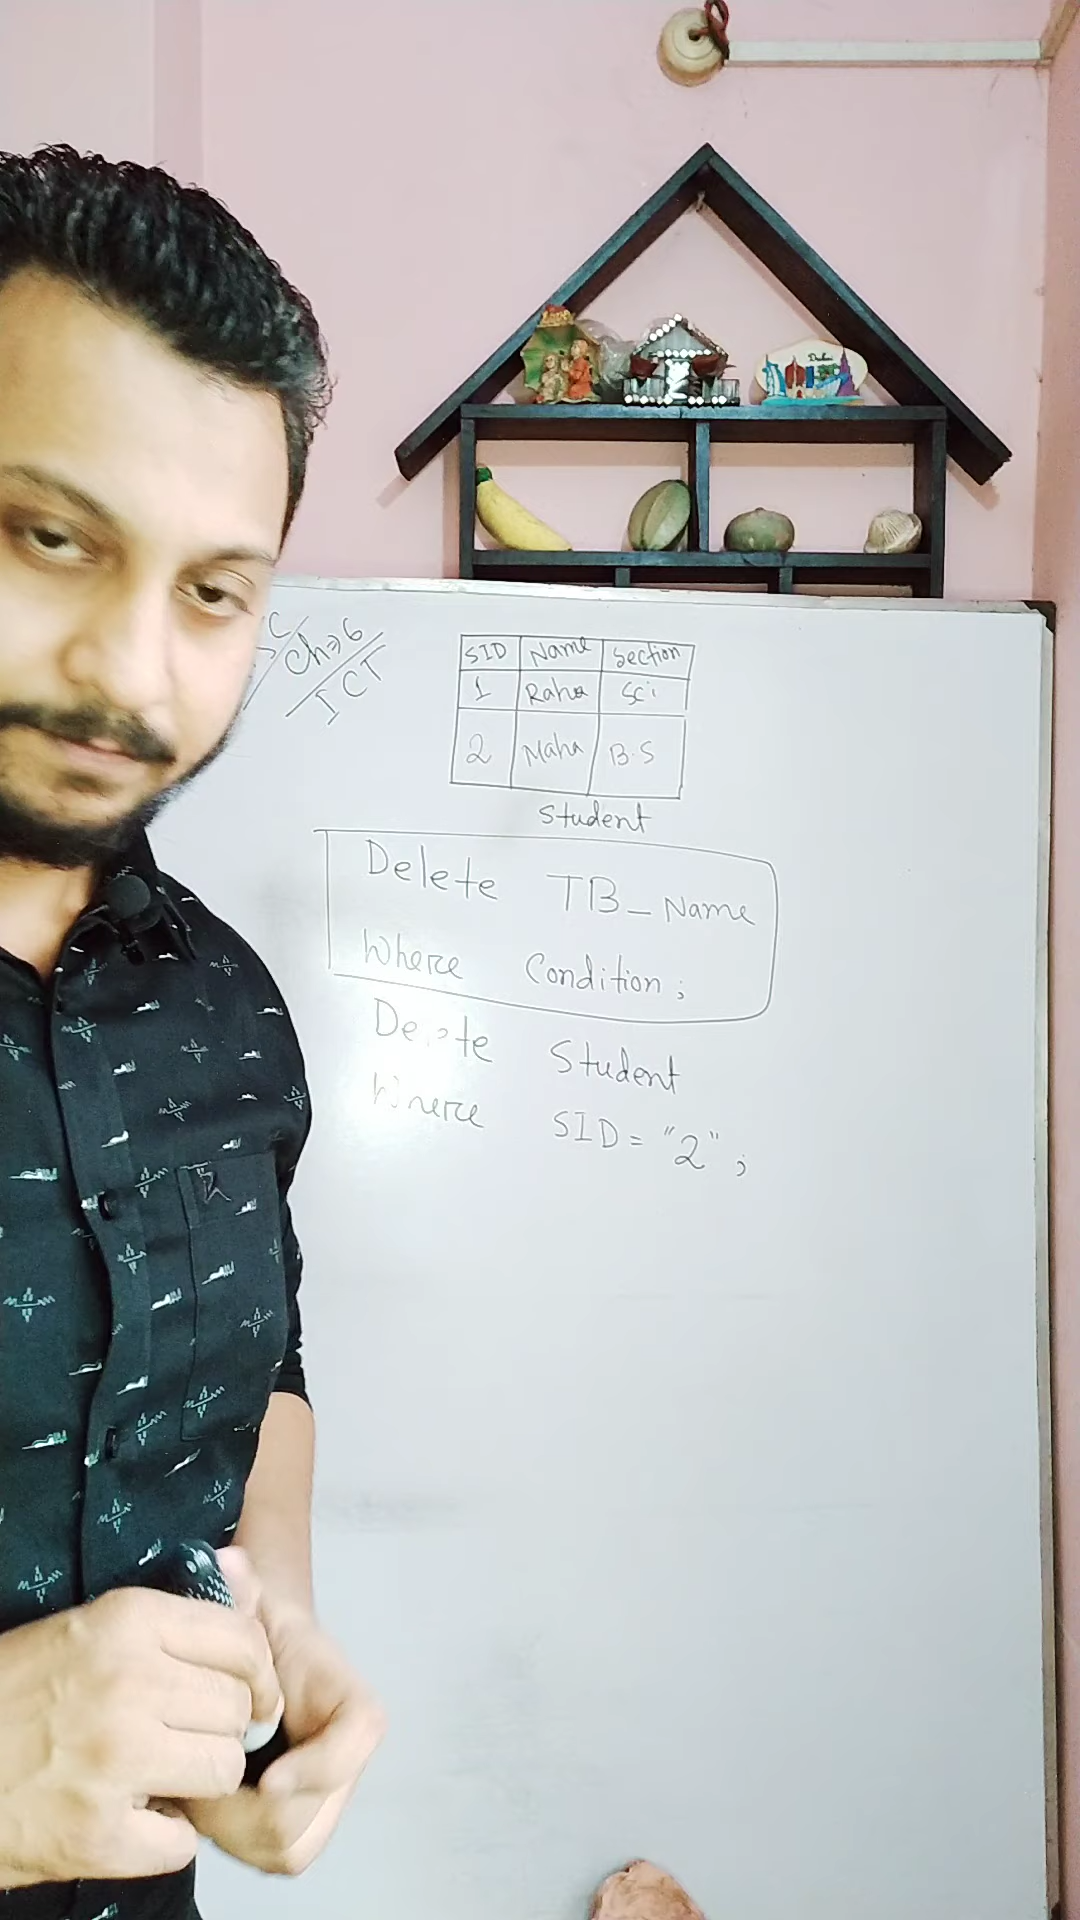 Dubai
Ch⇒6
ICT
SID Name Section
1 Raha Sci
2 Maha B.S
Student
Delete TB_Name
Where Condition;
Delete Student
Where SID = "2";